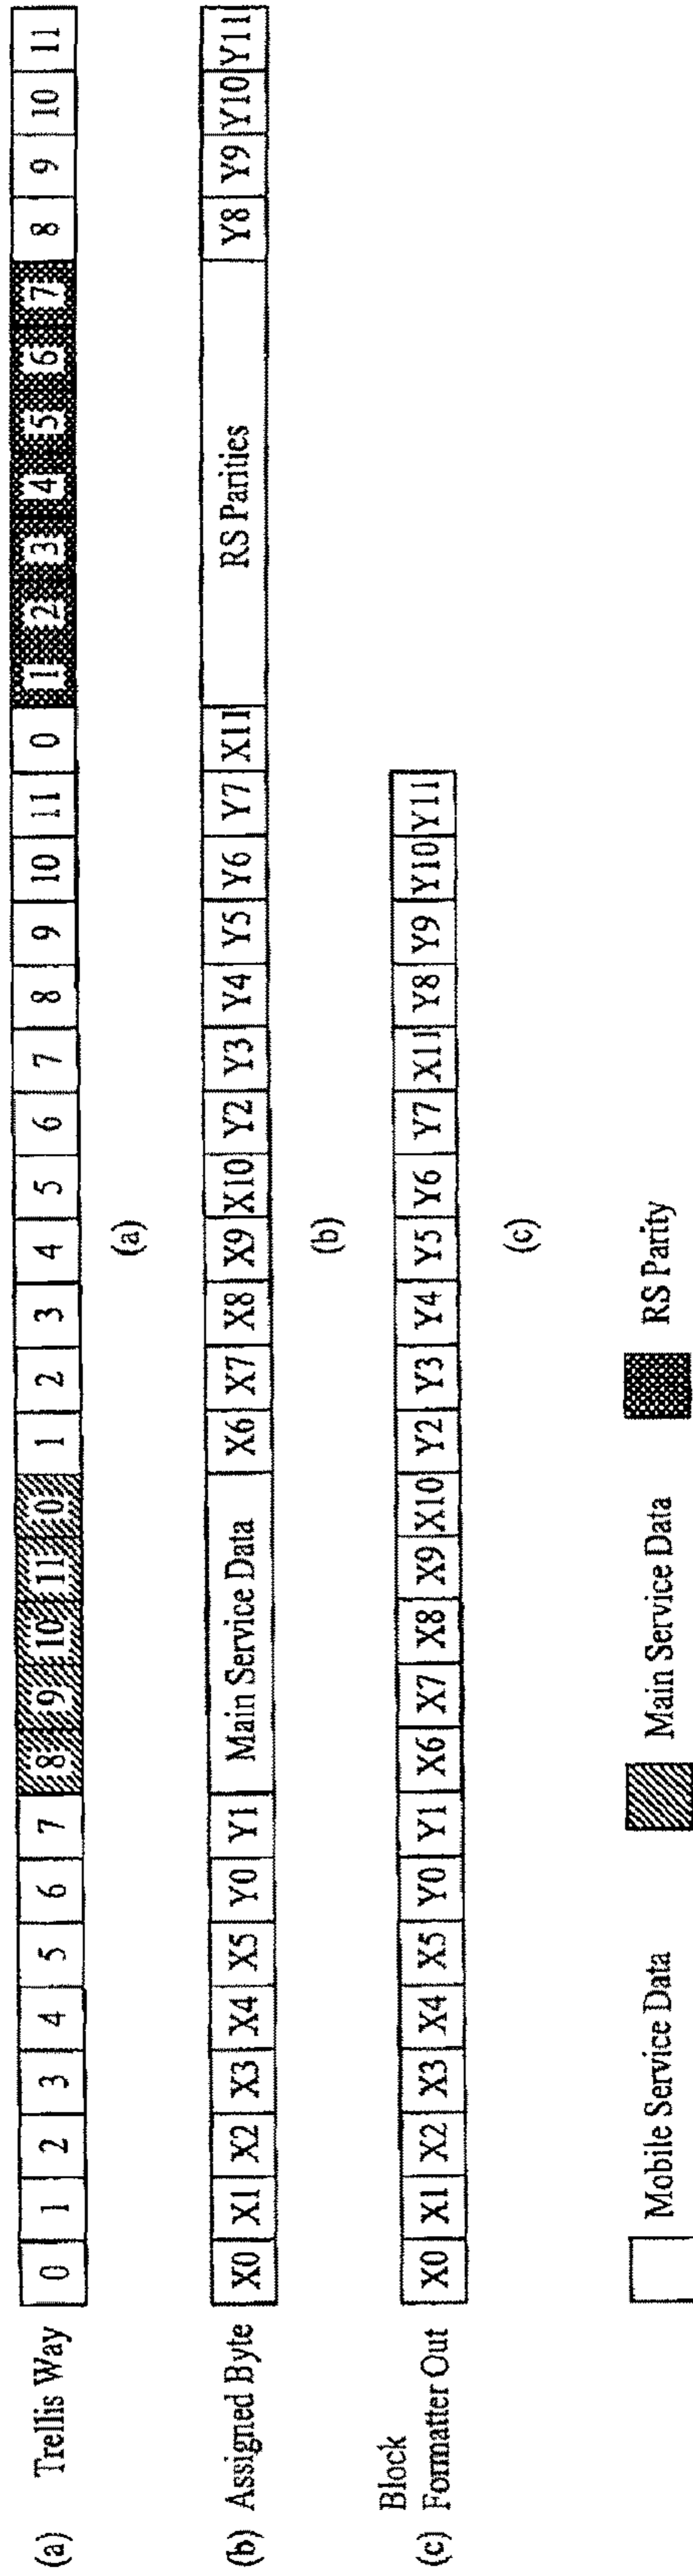 (a) Trellis Way 0 1 2 3 4 5 6 7 8 9 10 11 0 1 2 3 4 5 6 7 8 9 10 11 0 1 2 3 4 5 6 7 8 9 10 11
(a)
(b) Assigned Byte X0 X1 X2 X3 X4 X5 Y0 Y1 Main Service Data X6 X7 X8 X9 X10 Y2 Y3 Y4 Y5 Y6 Y7 X11 RS Parities Y8 Y9 Y10 Y11
(b)
Block
(c) Formatter Out X0 X1 X2 X3 X4 X5 Y0 Y1 X6 X7 X8 X9 X10 Y2 Y3 Y4 Y5 Y6 Y7 X11 Y8 Y9 Y10 Y11
(c)
Mobile Service Data Main Service Data RS Parity